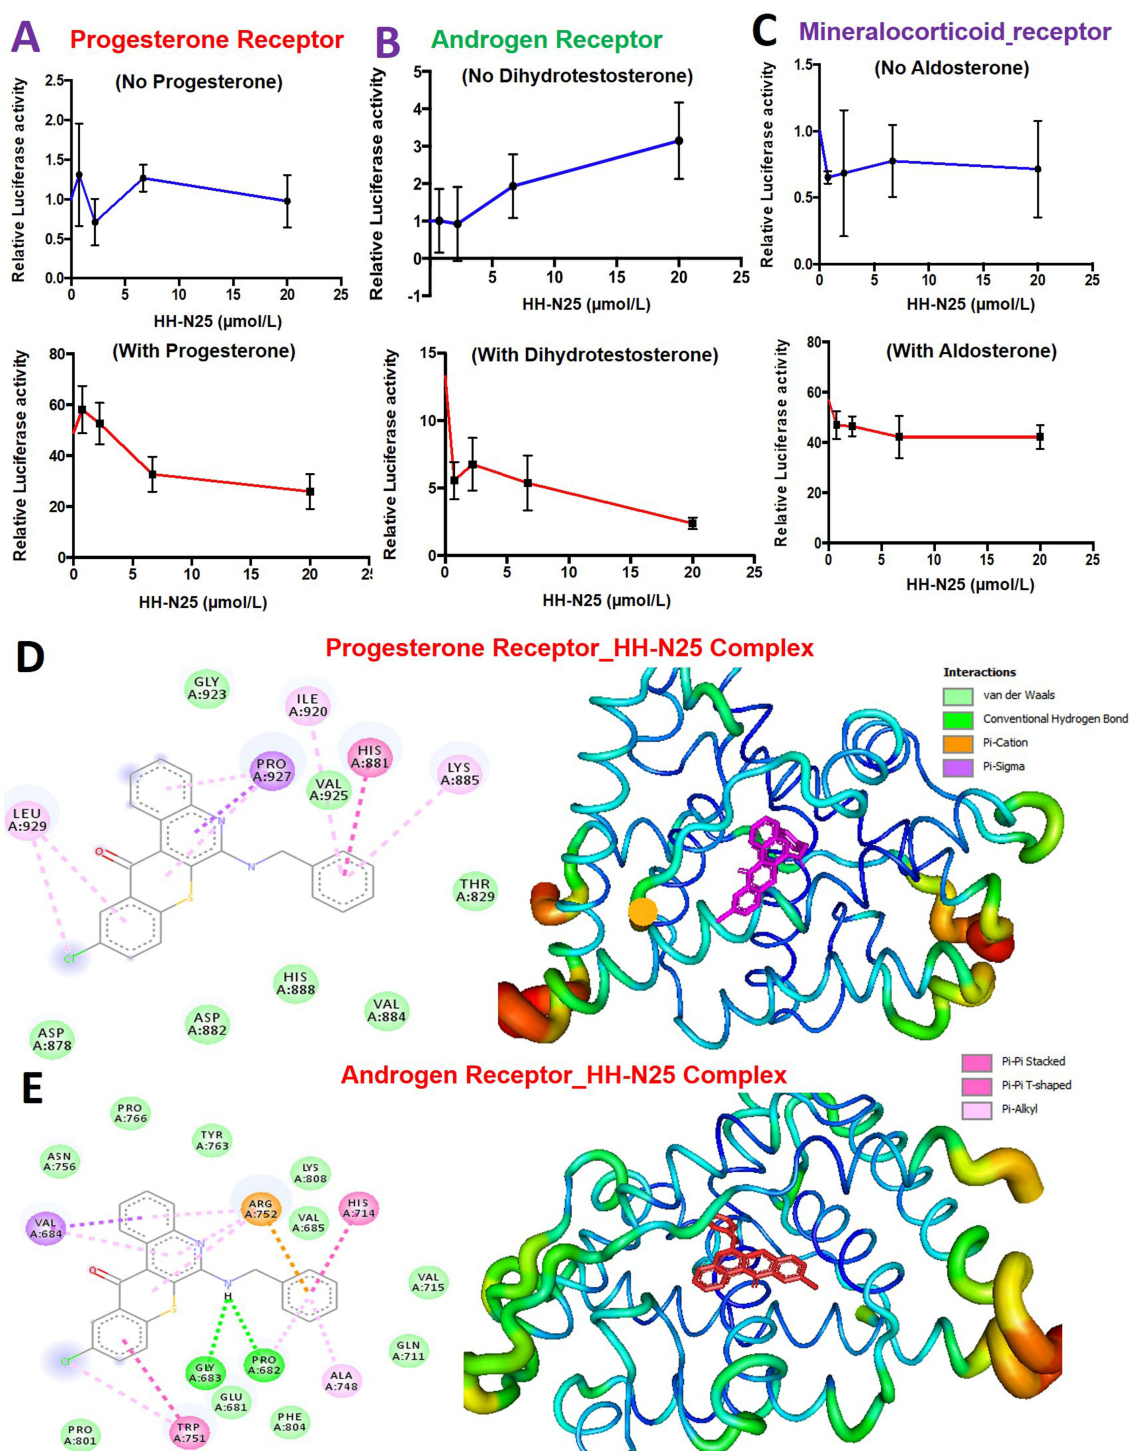 A Progesterone Receptor
(No Progesterone)
Relative Luciferase activity
2.5
2.0
1.5
1.0
0.5
0.0
0 5 10 15 20 25
HH-N25 (µmol/L)
(With Progesterone)
Relative Luciferase activity
80
60
40
20
0
0 5 10 15 20
HH-N25 (µmol/L)
B Androgen Receptor
(No Dihydrotestosterone)
Relative Luciferase activity
5
4
3
2
1
0
-1
5 10 15 20 25
HH-N25 (µmol/L)
(With Dihydrotestosterone)
Relative Luciferase activity
15
10
5
0
0 5 10 15 20 25
HH-N25 (µmol/L)
C Mineralocorticoid_receptor
(No Aldosterone)
Relative Luciferase activity
1.5
1.0
0.5
0.0
0 5 10 15 20 25
HH-N25 (µmol/L)
(With Aldosterone)
Relative Luciferase activity
80
60
40
20
0
0 5 10 15 20 25
HH-N25 (µmol/L)
D Progesterone Receptor_HH-N25 Complex
GLY
A:923
ILE
A:920
PRO
A:927
VAL
A:925
HIS
A:881
LYS
A:885
LEU
A:929
N
O
N
S
Cl
THR
A:829
HIS
A:888
VAL
A:884
ASP
A:882
ASP
A:878
Interactions
van der Waals
Conventional Hydrogen Bond
Pi-Cation
Pi-Sigma
E Androgen Receptor_HH-N25 Complex
Pi-Pi Stacked
Pi-Pi T-shaped
Pi-Alkyl
PRO
A:766
TYR
A:763
ASN
A:756
LYS
A:808
ARG
A:752
VAL
A:685
HIS
A:714
VAL
A:684
N
O
N
H
S
Cl
VAL
A:715
GLN
A:711
GLY
A:683
PRO
A:682
ALA
A:748
GLU
A:681
PHE
A:804
TRP
A:751
PRO
A:801